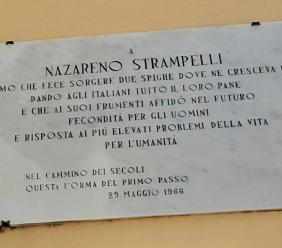 A
NAZARENO STRAMPELLI
OMO CHE FECE SORGERE DUE SPIGHE DOVE NE CRESCEVA
DANDO AGLI ITALIANI TUTTO IL LORO PANE
E CHE AI SUOI FRUMENTI AFFIDÒ NEL FUTURO
FECONDITÀ PER GLI UOMINI
E RISPOSTA AI PIÙ ELEVATI PROBLEMI DELLA VITA
PER L'UMANITÀ
NEL CAMMINO DEI SECOLI
QUESTA L'ORMA DEL PRIMO PASSO
29 MAGGIO 1966